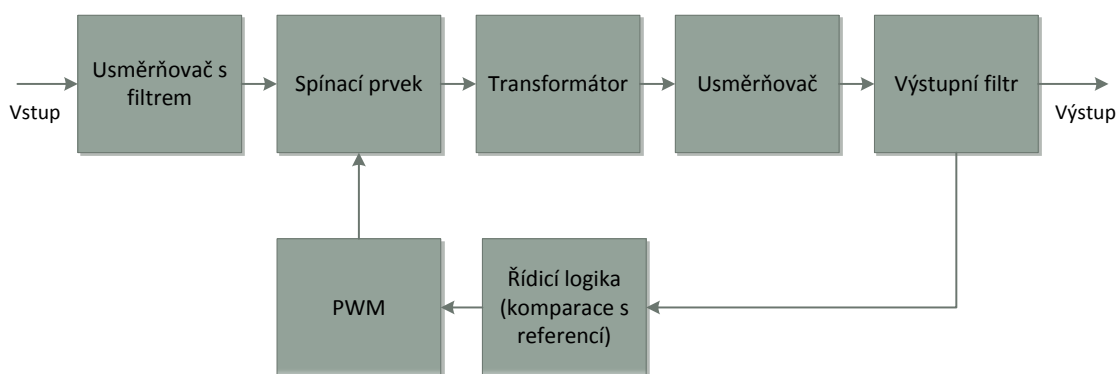 Vstup
Usměrňovač s
filtrem
Spínací prvek
Transformátor
Usměrňovač
Výstupní filtr
Výstup
PWM
Řídicí logika
(komparace s
referencí)